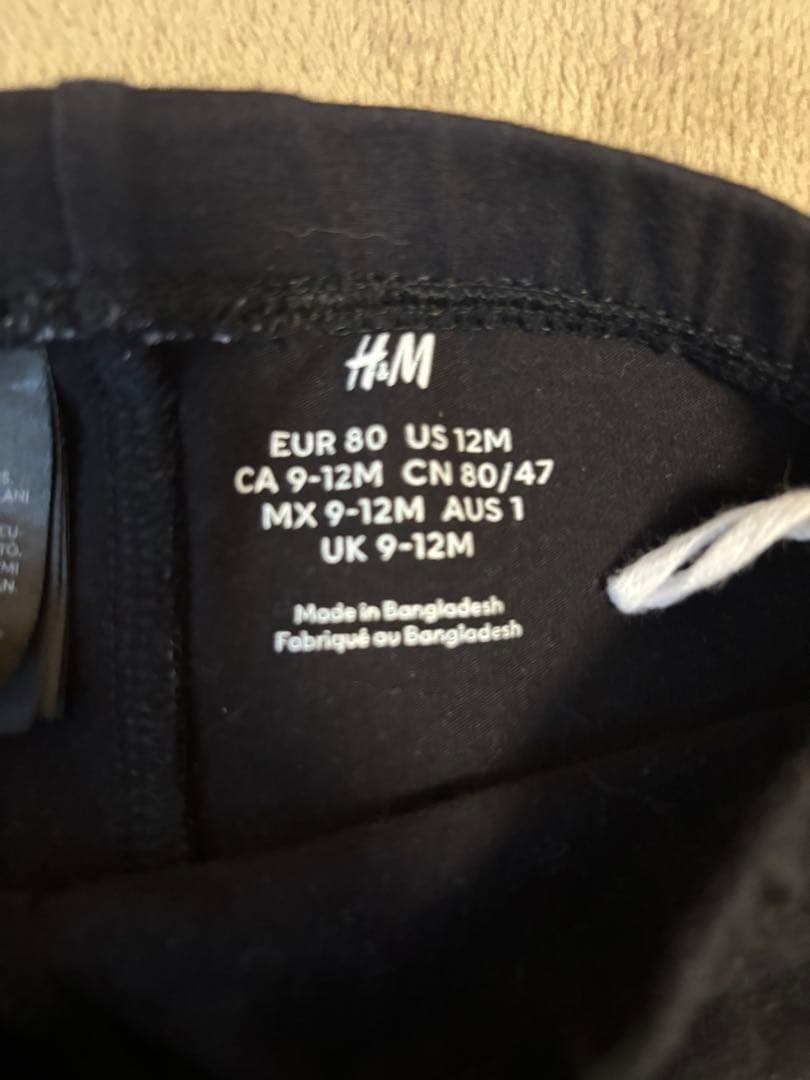 H&M
EUR 80 US 12M
CA 9-12M CN 80/47
MX 9-12M AUS 1
UK 9-12M
Made in Bangladesh
Fabriqué au Bangladesh